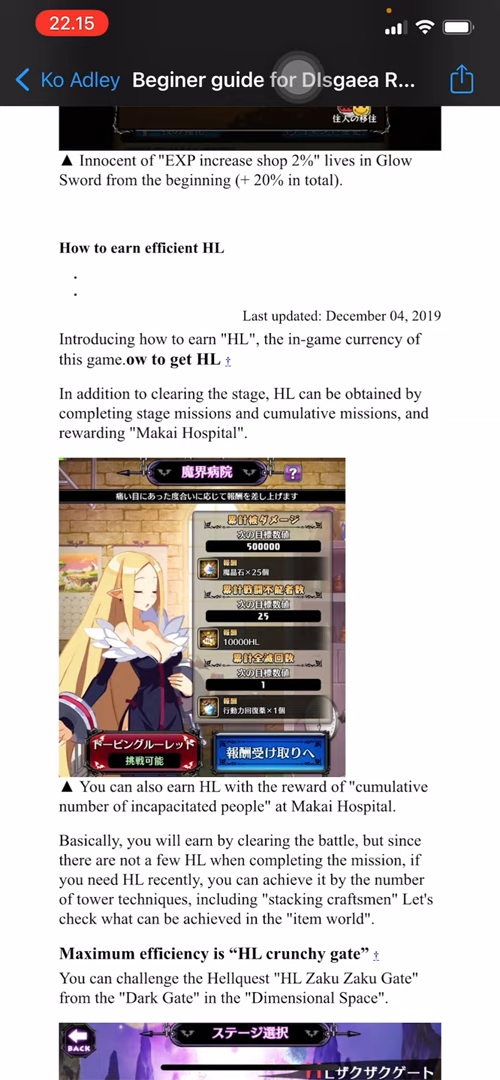 22.15
Ko Adley
Beginer guide for DIsgaea R...
住人の移住
▲ Innocent of "EXP increase shop 2%" lives in Glow
Sword from the beginning (+ 20% in total).
How to earn efficient HL
Last updated: December 04, 2019
Introducing how to earn "HL", the in-game currency of
this game.ow to get HL †
In addition to clearing the stage, HL can be obtained by
completing stage missions and cumulative missions, and
rewarding "Makai Hospital".
魔界病院
?
痛い目にあった度合いに応じて報酬を差し上げます
累計被ダメージ
次の目標数値
500000
報酬
魔晶石×25個
累計戦闘不能者数
次の目標数値
25
報酬
10000HL
累計全滅回数
次の目標数値
1
報酬
行動力回復薬×1個
ドーピングルーレット
挑戦可能
報酬受け取りへ
▲ You can also earn HL with the reward of "cumulative
number of incapacitated people" at Makai Hospital.
Basically, you will earn by clearing the battle, but since
there are not a few HL when completing the mission, if
you need HL recently, you can achieve it by the number
of tower techniques, including "stacking craftsmen" Let's
check what can be achieved in the "item world".
Maximum efficiency is “HL crunchy gate” †
You can challenge the Hellquest "HL Zaku Zaku Gate"
from the "Dark Gate" in the "Dimensional Space".
BACK
ステージ選択
HLザクザクゲート